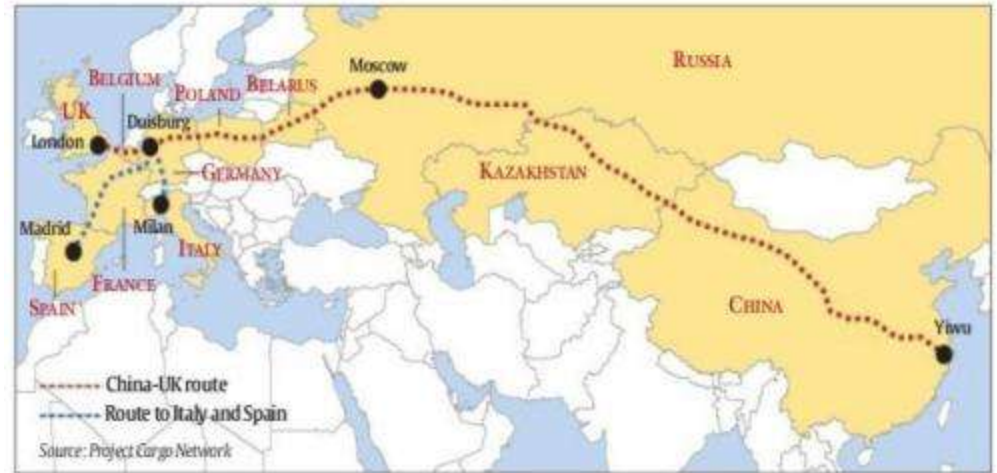 RUSSIA
Moscow
BELGIUM
BELARUS
POLAND
UK
Duisburg
London
GERMANY
KAZAKHSTAN
Madrid
Milan
ITALY
FRANCE
SPAIN
CHINA
Yiwu
China-UK route
Route to Italy and Spain
Source: Project Cargo Network